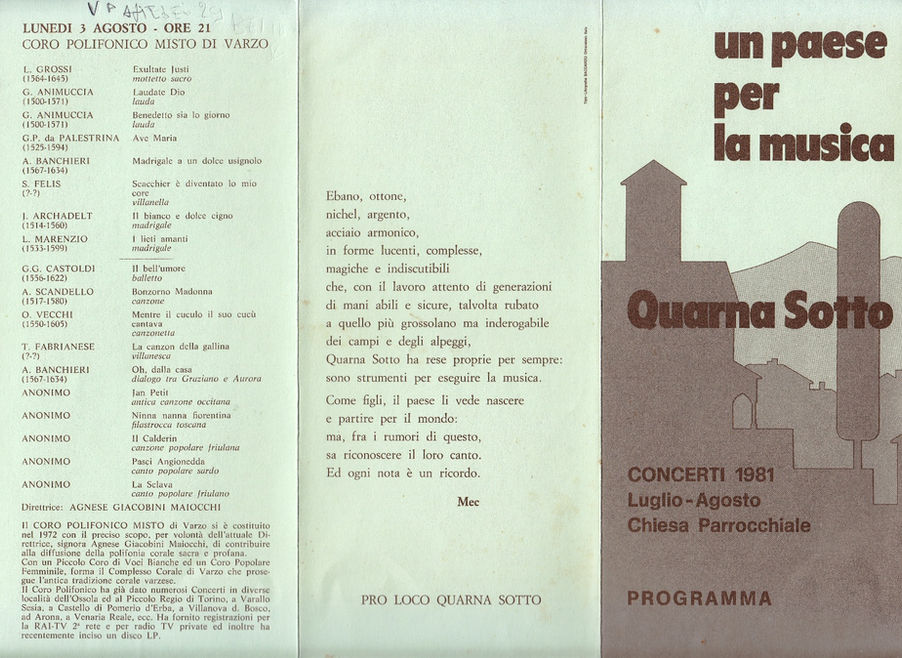 LUNEDI 3 AGOSTO - ORE 21
CORO POLIFONICO MISTO DI VARZO
L. GROSSI Exultate Justi
(1564-1645) mottetto sacro
G. ANIMUCCIA Laudate Dio
(1500-1571) lauda
G. ANIMUCCIA Benedetto sia lo giorno
(1500-1571) lauda
G.P. da PALESTRINA Ave Maria
(1525-1594)
A. BANCHIERI Madrigale a un dolce usignolo
(1567-1634)
S. FELIS Scacchier è diventato lo mio
(?-?) core
villanella
J. ARCHADELT Il bianco e dolce cigno
(1514-1560) madrigale
L. MARENZIO I lieti amanti
(1533-1599) madrigale
G.G. CASTOLDI Il bell'umore
(1556-1622) balletto
A. SCANDELLO Bonzorno Madonna
(1517-1580) canzone
O. VECCHI Mentre il cuculo il suo cucù
(1550-1605) cantava
canzonetta
T. FABRIANESE La canzon della gallina
(?-?) villanesca
A. BANCHIERI Oh, dalla casa
(1567-1634) dialogo tra Graziano e Aurora
ANONIMO Jan Petit
antica canzone occitana
ANONIMO Ninna nanna fiorentina
filastrocca toscana
ANONIMO Il Calderin
canzone popolare friulana
ANONIMO Pasci Angionedda
canto popolare sardo
ANONIMO La Sclava
canto popolare friulano
Direttrice: AGNESE GIACOBINI MAIOCCHI
Il CORO POLIFONICO MISTO di Varzo si è costituito
nel 1972 con il preciso scopo, per volontà dell'attuale Di-
rettrice, signora Agnese Giacobini Maiocchi, di contribuire
alla diffusione della polifonia corale sacra e profana.
Con un Piccolo Coro di Voci Bianche ed un Coro Popolare
Femminile, forma il Complesso Corale di Varzo che prose-
gue l'antica tradizione corale varzese.
Il Coro Polifonico ha già dato numerosi Concerti in diverse
località dell'Ossola ed al Piccolo Regio di Torino, a Varallo
Sesia, a Castello di Pomerio d'Erba, a Villanova d. Bosco,
ad Arona, a Venaria Reale, ecc. Ha fornito registrazioni per
la RAI-TV 2ª rete e per radio TV private ed inoltre ha
recentemente inciso un disco LP.
Ebano, ottone,
nichel, argento,
acciaio armonico,
in forme lucenti, complesse,
magiche e indiscutibili
che, con il lavoro attento di generazioni
di mani abili e sicure, talvolta rubato
a quello più grossolano ma inderogabile
dei campi e degli alpeggi,
Quarna Sotto ha rese proprie per sempre:
sono strumenti per eseguire la musica.
Come figli, il paese li vede nascere
e partire per il mondo:
ma, fra i rumori di questo,
sa riconoscere il loro canto.
Ed ogni nota è un ricordo.
Mec
PRO LOCO QUARNA SOTTO
un paese
per
la musica
Quarna Sotto
CONCERTI 1981
Luglio-Agosto
Chiesa Parrocchiale
PROGRAMMA